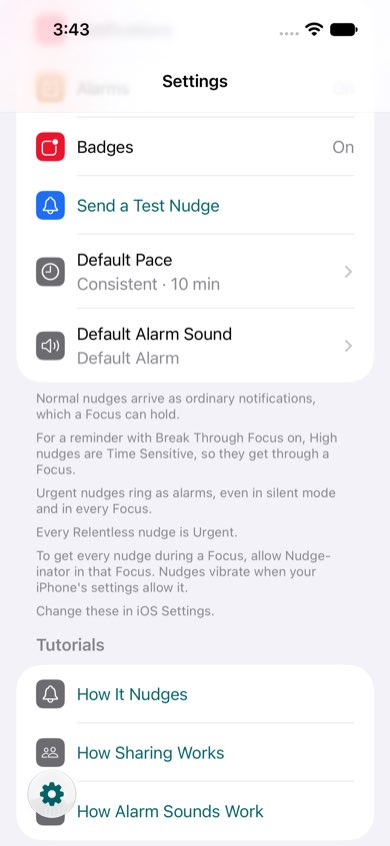 3:43
Settings
Alarms
On
Badges
On
Send a Test Nudge
Default Pace
Consistent · 10 min
Default Alarm Sound
Default Alarm
Normal nudges arrive as ordinary notifications,
which a Focus can hold.
For a reminder with Break Through Focus on, High
nudges are Time Sensitive, so they get through a
Focus.
Urgent nudges ring as alarms, even in silent mode
and in every Focus.
Every Relentless nudge is Urgent.
To get every nudge during a Focus, allow Nudge-
inator in that Focus. Nudges vibrate when your
iPhone's settings allow it.
Change these in iOS Settings.
Tutorials
How It Nudges
How Sharing Works
How Alarm Sounds Work